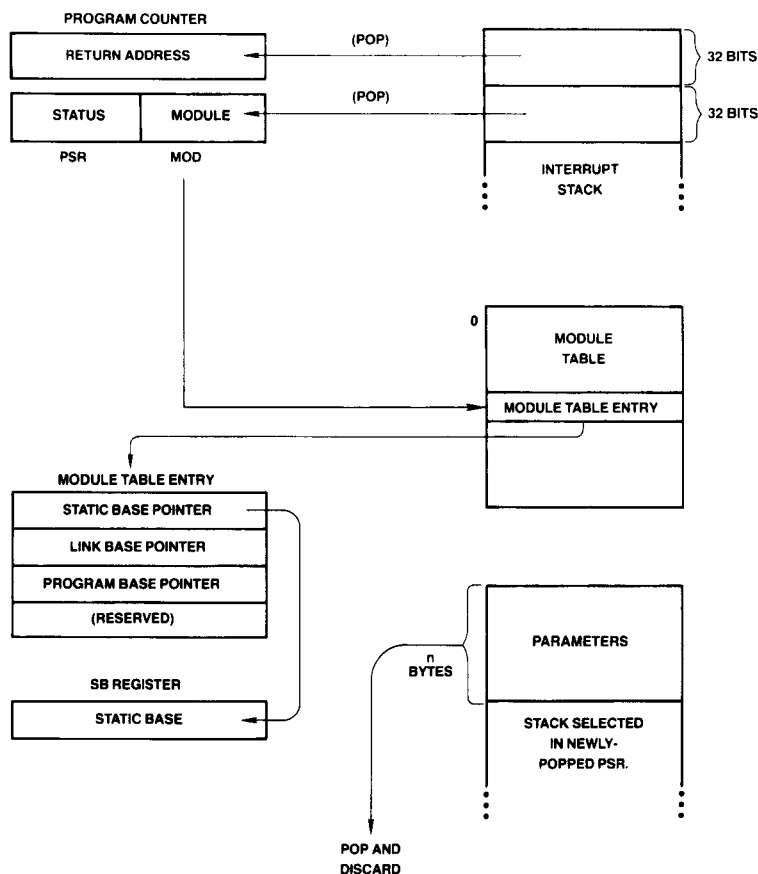 PROGRAM COUNTER
RETURN ADDRESS
(POP)
32 BITS
STATUS
MODULE
(POP)
32 BITS
PSR
MOD
INTERRUPT
STACK
0
MODULE
TABLE
MODULE TABLE ENTRY
MODULE TABLE ENTRY
STATIC BASE POINTER
LINK BASE POINTER
PROGRAM BASE POINTER
(RESERVED)
n
BYTES
PARAMETERS
SB REGISTER
STATIC BASE
STACK SELECTED
IN NEWLY-
POPPED PSR.
POP AND
DISCARD